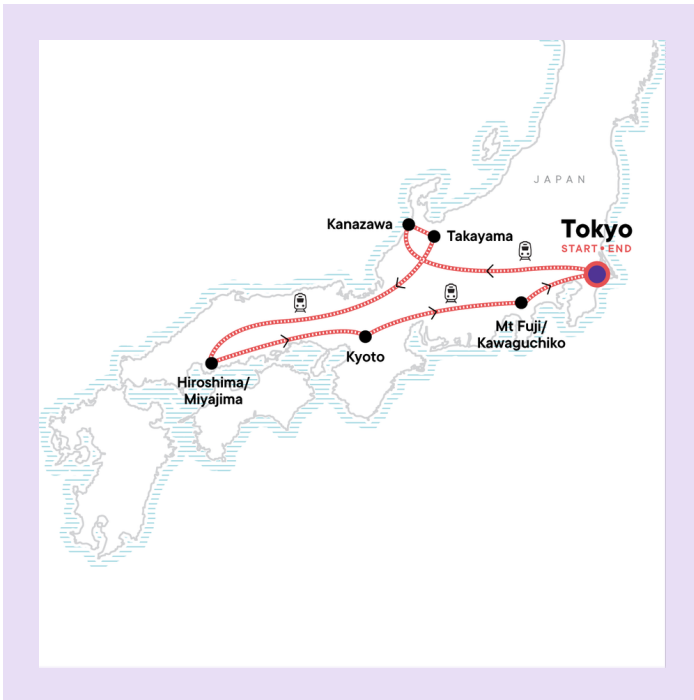 JAPAN
Tokyo
START • END
Kanazawa
Takayama
Mt Fuji/
Kawaguchiko
Kyoto
Hiroshima/
Miyajima